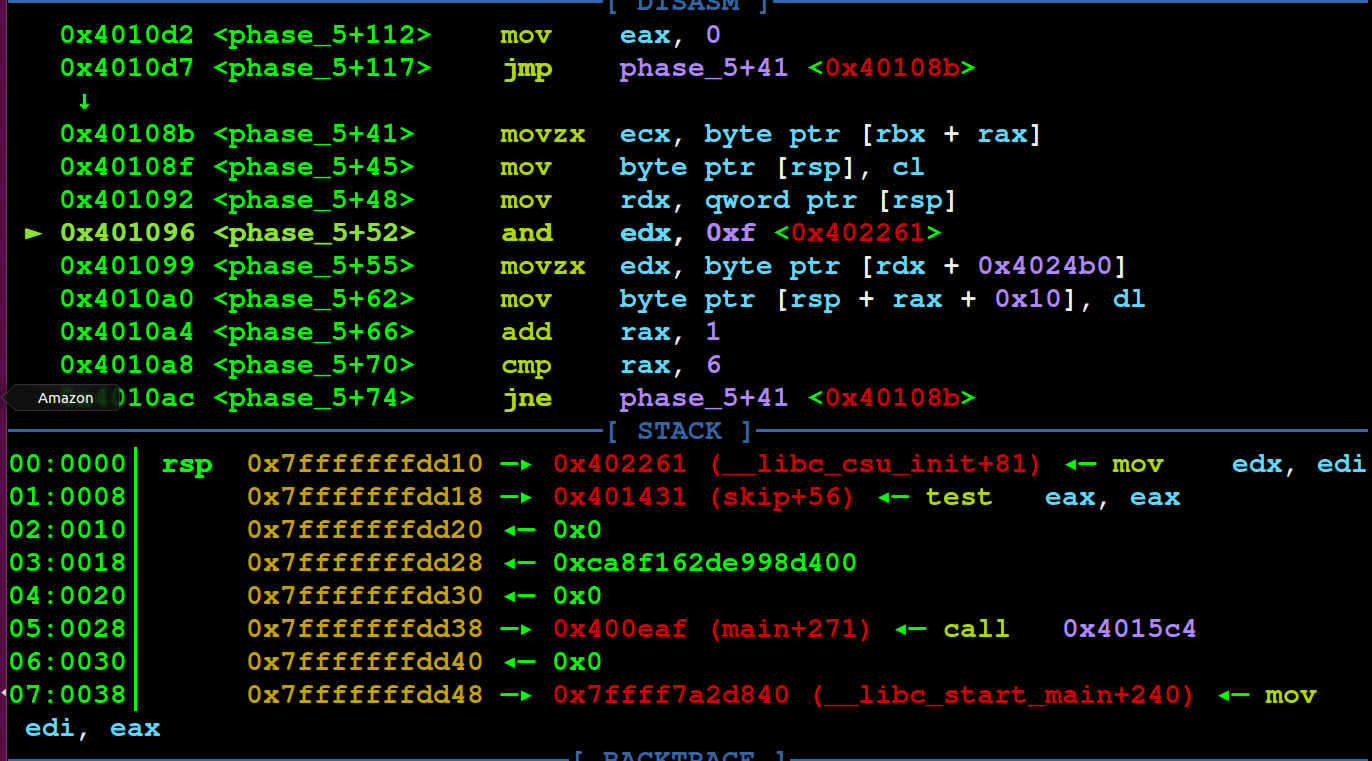 [ DISASM ]
0x4010d2 <phase_5+112> mov eax, 0
0x4010d7 <phase_5+117> jmp phase_5+41 <0x40108b>
↓
0x40108b <phase_5+41> movzx ecx, byte ptr [rbx + rax]
0x40108f <phase_5+45> mov byte ptr [rsp], cl
0x401092 <phase_5+48> mov rdx, qword ptr [rsp]
► 0x401096 <phase_5+52> and edx, 0xf <0x402261>
0x401099 <phase_5+55> movzx edx, byte ptr [rdx + 0x4024b0]
0x4010a0 <phase_5+62> mov byte ptr [rsp + rax + 0x10], dl
0x4010a4 <phase_5+66> add rax, 1
0x4010a8 <phase_5+70> cmp rax, 6
Amazon 010ac <phase_5+74> jne phase_5+41 <0x40108b>
[ STACK ]
00:0000│ rsp 0x7fffffffdd10 —▸ 0x402261 (__libc_csu_init+81) ◂— mov edx, edi
01:0008│ 0x7fffffffdd18 —▸ 0x401431 (skip+56) ◂— test eax, eax
02:0010│ 0x7fffffffdd20 ◂— 0x0
03:0018│ 0x7fffffffdd28 ◂— 0xca8f162de998d400
04:0020│ 0x7fffffffdd30 ◂— 0x0
05:0028│ 0x7fffffffdd38 —▸ 0x400eaf (main+271) ◂— call 0x4015c4
06:0030│ 0x7fffffffdd40 ◂— 0x0
07:0038│ 0x7fffffffdd48 —▸ 0x7ffff7a2d840 (__libc_start_main+240) ◂— mov
edi, eax
[ BACKTRACE ]